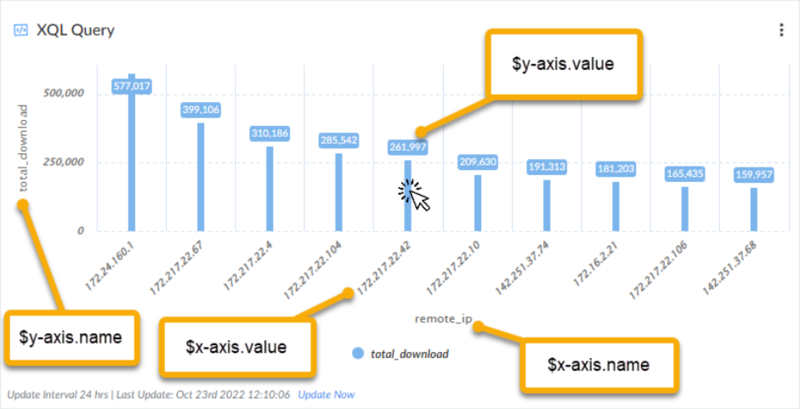 XQL Query
$y-axis.value
500,000
250,000
0
total_download
577,017
399,106
310,186
285,542
261,997
209,630
191,313
181,203
165,435
159,957
172.24.160.1
172.217.22.67
172.217.22.4
172.217.22.104
172.217.22.42
172.217.22.10
142.251.37.74
172.16.2.21
172.217.22.106
142.251.37.68
$y-axis.name
$x-axis.value
remote_ip
$x-axis.name
total_download
Update Interval 24 hrs | Last Update: Oct 23rd 2022 12:10:06 Update Now